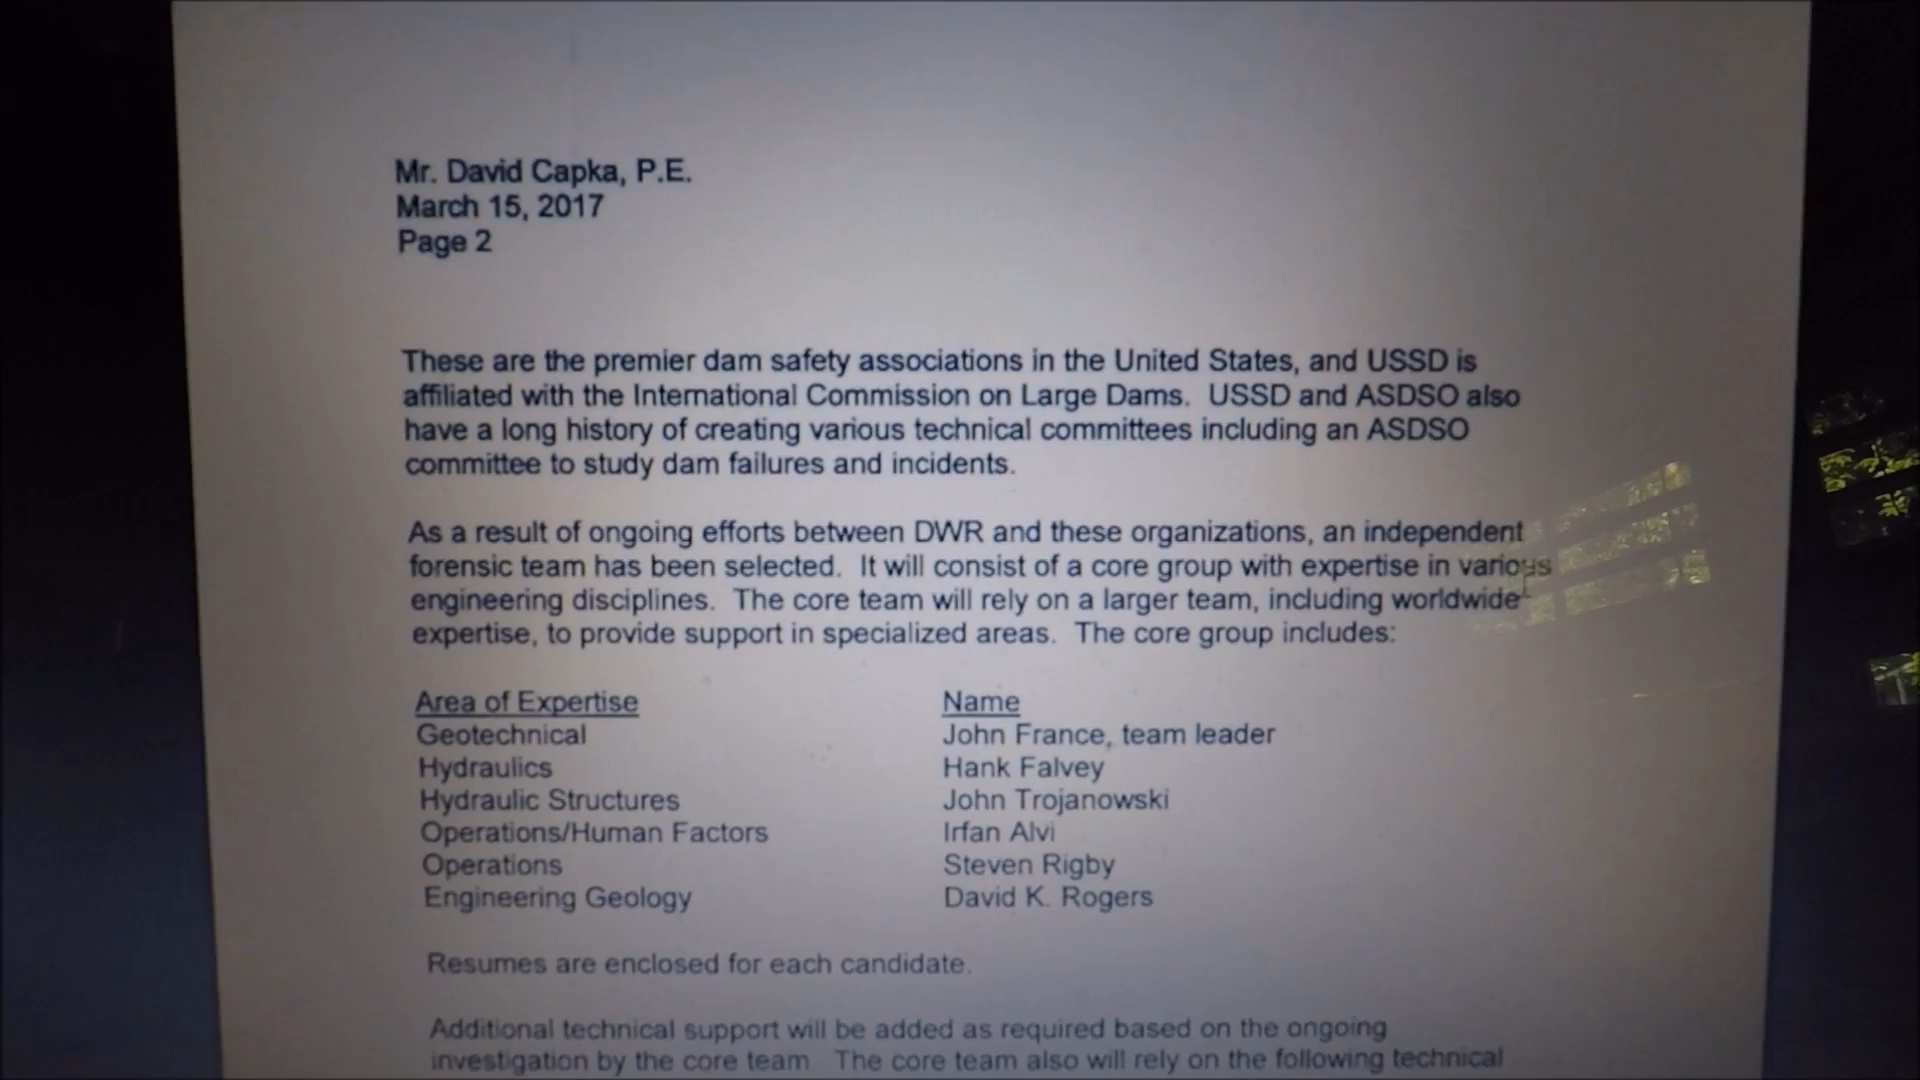 Mr. David Capka, P.E.
March 15, 2017
Page 2
These are the premier dam safety associations in the United States, and USSD is
affiliated with the International Commission on Large Dams. USSD and ASDSO also
have a long history of creating various technical committees including an ASDSO
committee to study dam failures and incidents.
As a result of ongoing efforts between DWR and these organizations, an independent
forensic team has been selected. It will consist of a core group with expertise in various
engineering disciplines. The core team will rely on a larger team, including worldwide
expertise, to provide support in specialized areas. The core group includes:
Area of Expertise Name
Geotechnical John France, team leader
Hydraulics Hank Falvey
Hydraulic Structures John Trojanowski
Operations/Human Factors Irfan Alvi
Operations Steven Rigby
Engineering Geology David K. Rogers
Resumes are enclosed for each candidate.
Additional technical support will be added as required based on the ongoing
investigation by the core team The core team also will rely on the following technical